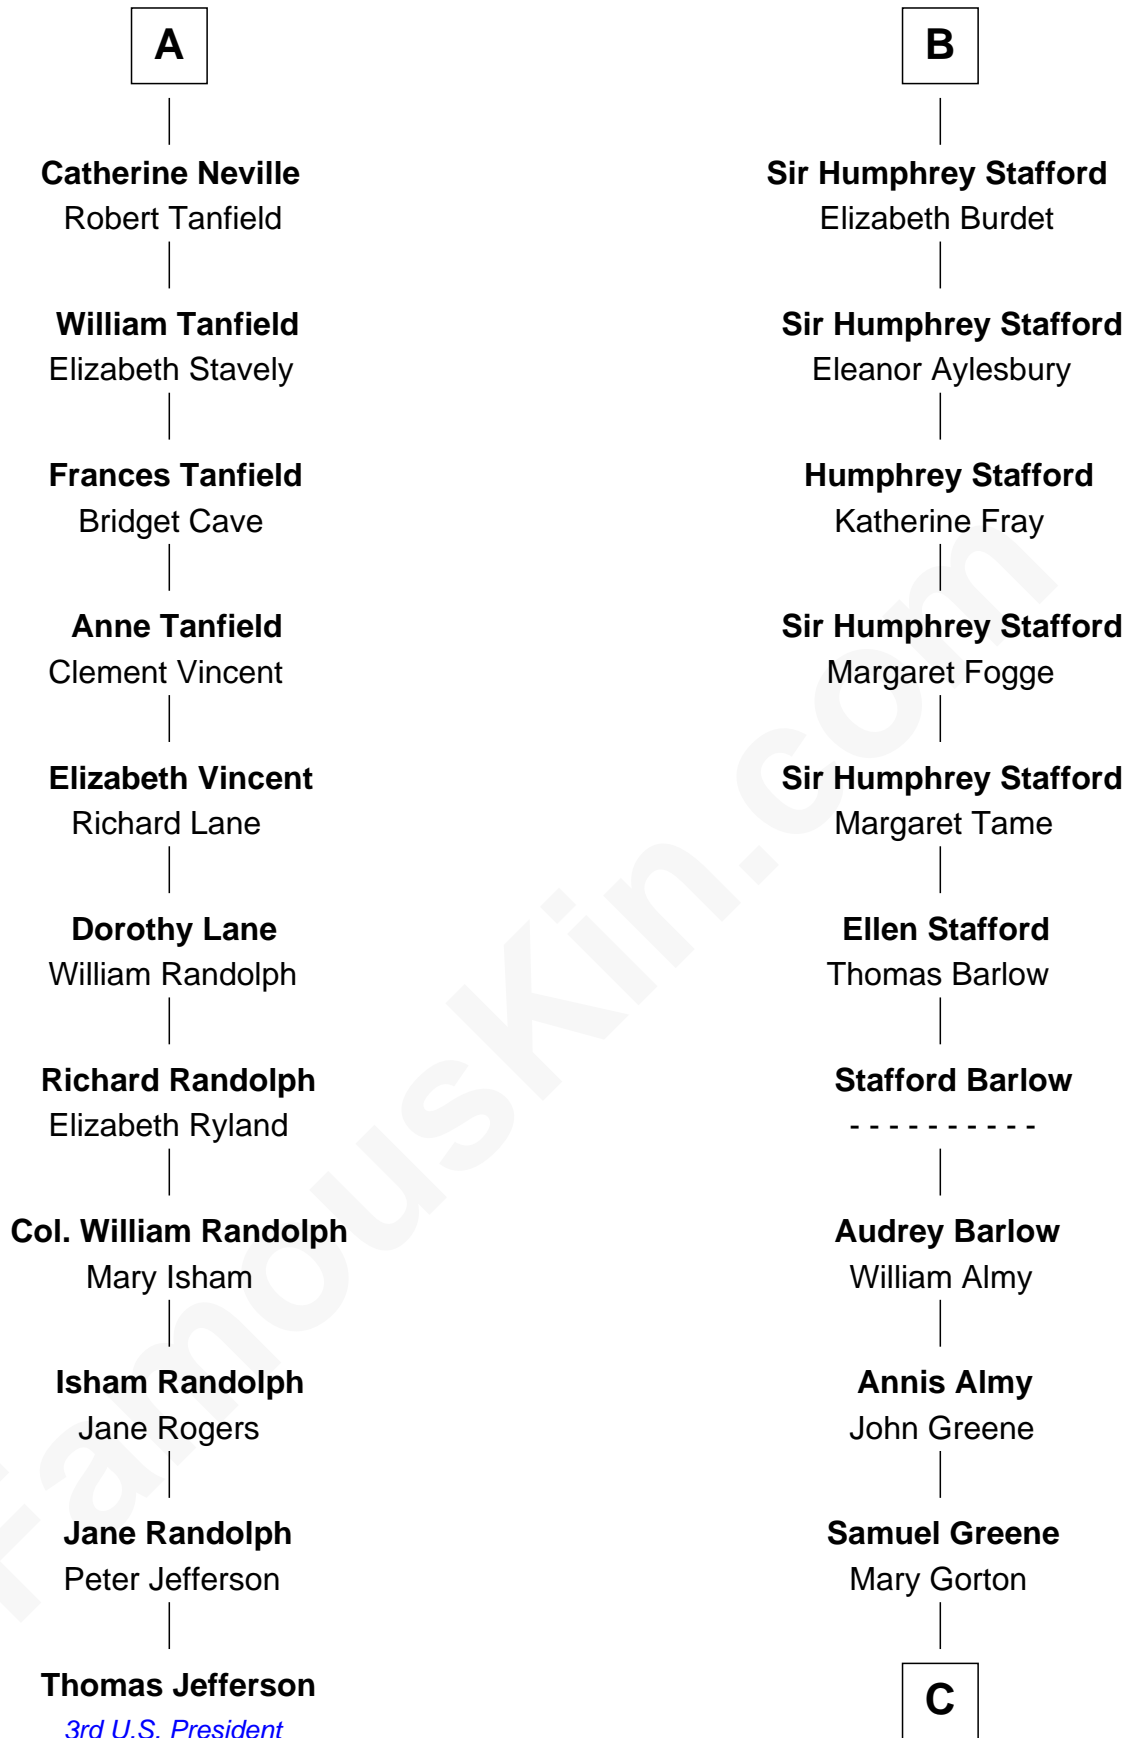 A
Catherine Neville
Robert Tanfield
William Tanfield
Elizabeth Stavely
Frances Tanfield
Bridget Cave
Anne Tanfield
Clement Vincent
Elizabeth Vincent
Richard Lane
Dorothy Lane
William Randolph
Richard Randolph
Elizabeth Ryland
Col. William Randolph
Mary Isham
Isham Randolph
Jane Rogers
Jane Randolph
Peter Jefferson
Thomas Jefferson
3rd U.S. President
B
Sir Humphrey Stafford
Elizabeth Burdet
Sir Humphrey Stafford
Eleanor Aylesbury
Humphrey Stafford
Katherine Fray
Sir Humphrey Stafford
Margaret Fogge
Sir Humphrey Stafford
Margaret Tame
Ellen Stafford
Thomas Barlow
Stafford Barlow
- - - - - - - - - -
Audrey Barlow
William Almy
Annis Almy
John Greene
Samuel Greene
Mary Gorton
C
FamousKin.com